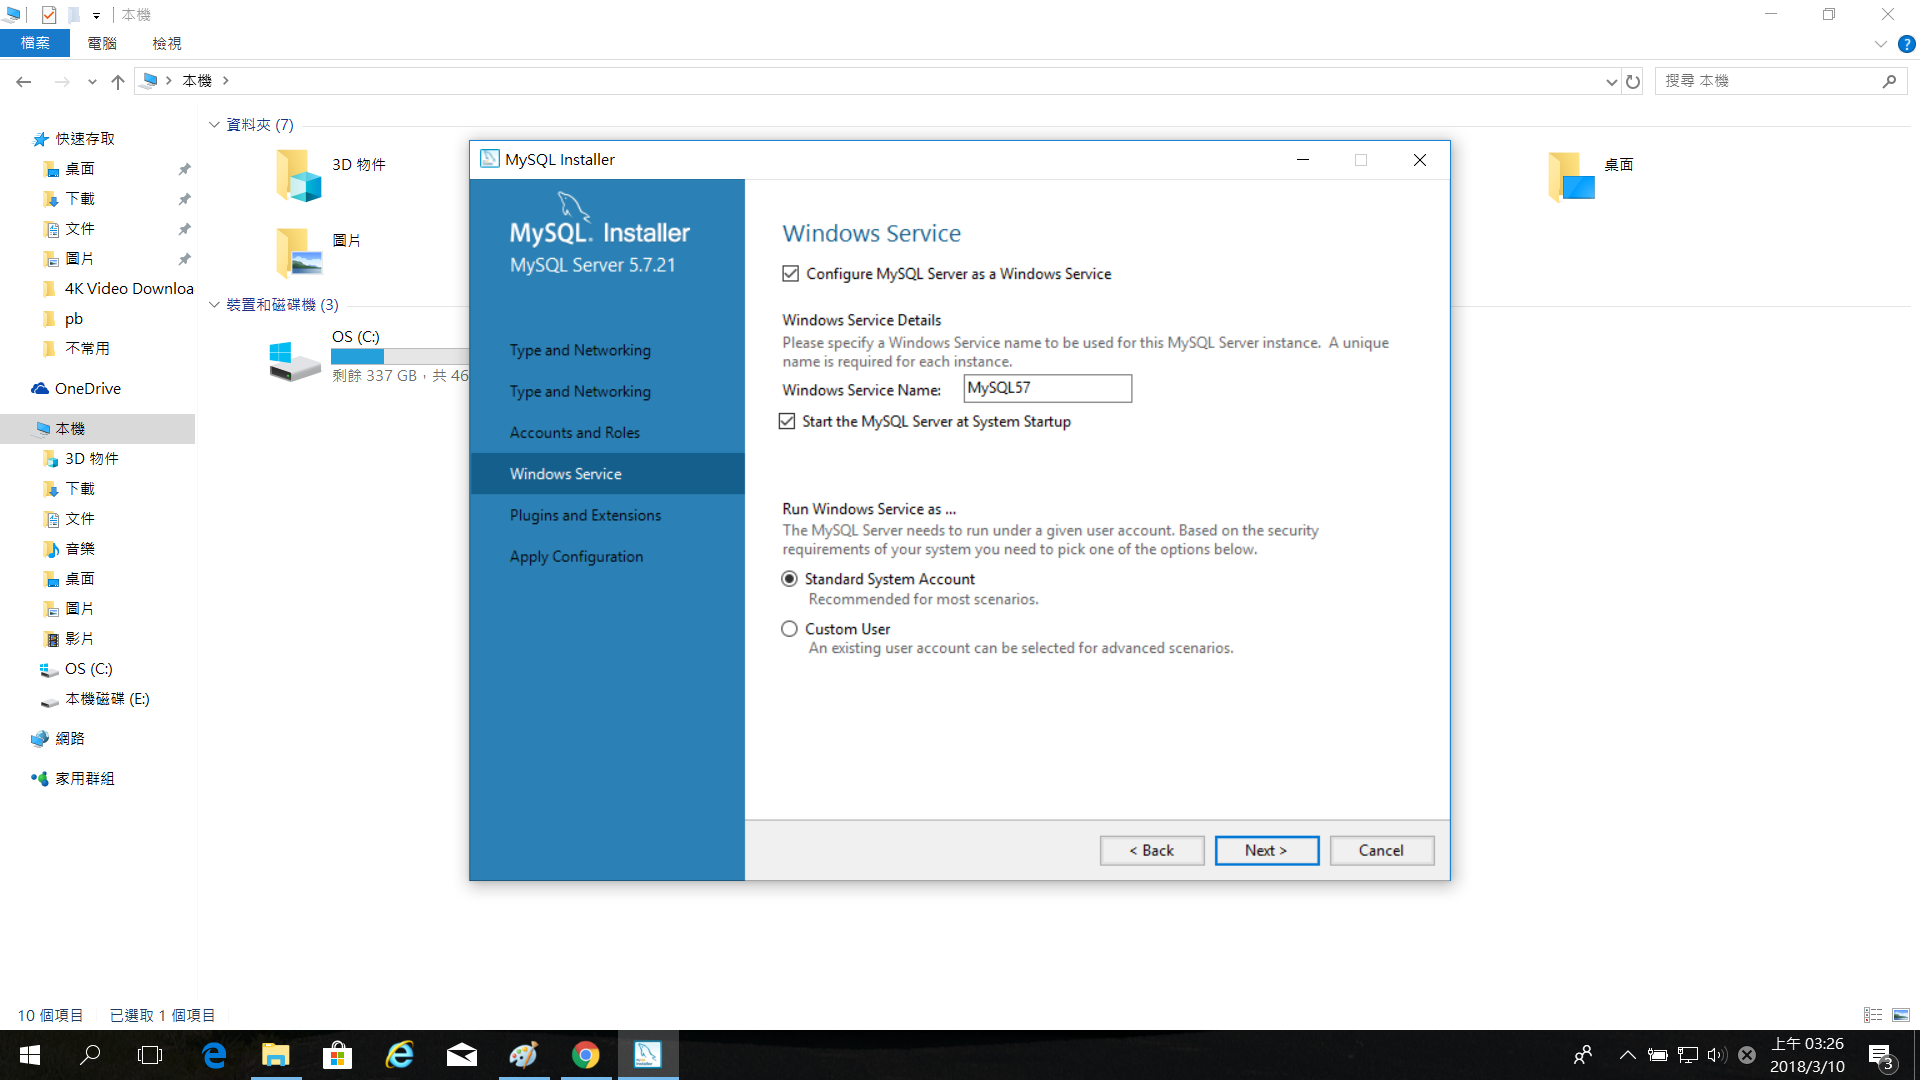 本機
檔案
電腦
檢視
本機
搜尋 本機
快速存取
桌面
下載
文件
圖片
4K Video Downloa
pb
不常用
OneDrive
本機
3D 物件
下載
文件
音樂
桌面
圖片
影片
OS (C:)
本機磁碟 (E:)
網路
家用群組
資料夾 (7)
3D 物件
圖片
桌面
裝置和磁碟機 (3)
OS (C:)
剩餘 337 GB，共 46
MySQL Installer
MySQL. Installer
MySQL Server 5.7.21
Type and Networking
Type and Networking
Accounts and Roles
Windows Service
Plugins and Extensions
Apply Configuration
Windows Service
Configure MySQL Server as a Windows Service
Windows Service Details
Please specify a Windows Service name to be used for this MySQL Server instance. A unique
name is required for each instance.
Windows Service Name: MySQL57
Start the MySQL Server at System Startup
Run Windows Service as ...
The MySQL Server needs to run under a given user account. Based on the security
requirements of your system you need to pick one of the options below.
Standard System Account
Recommended for most scenarios.
Custom User
An existing user account can be selected for advanced scenarios.
< Back
Next >
Cancel
10 個項目
已選取 1 個項目
上午 03:26
2018/3/10
3